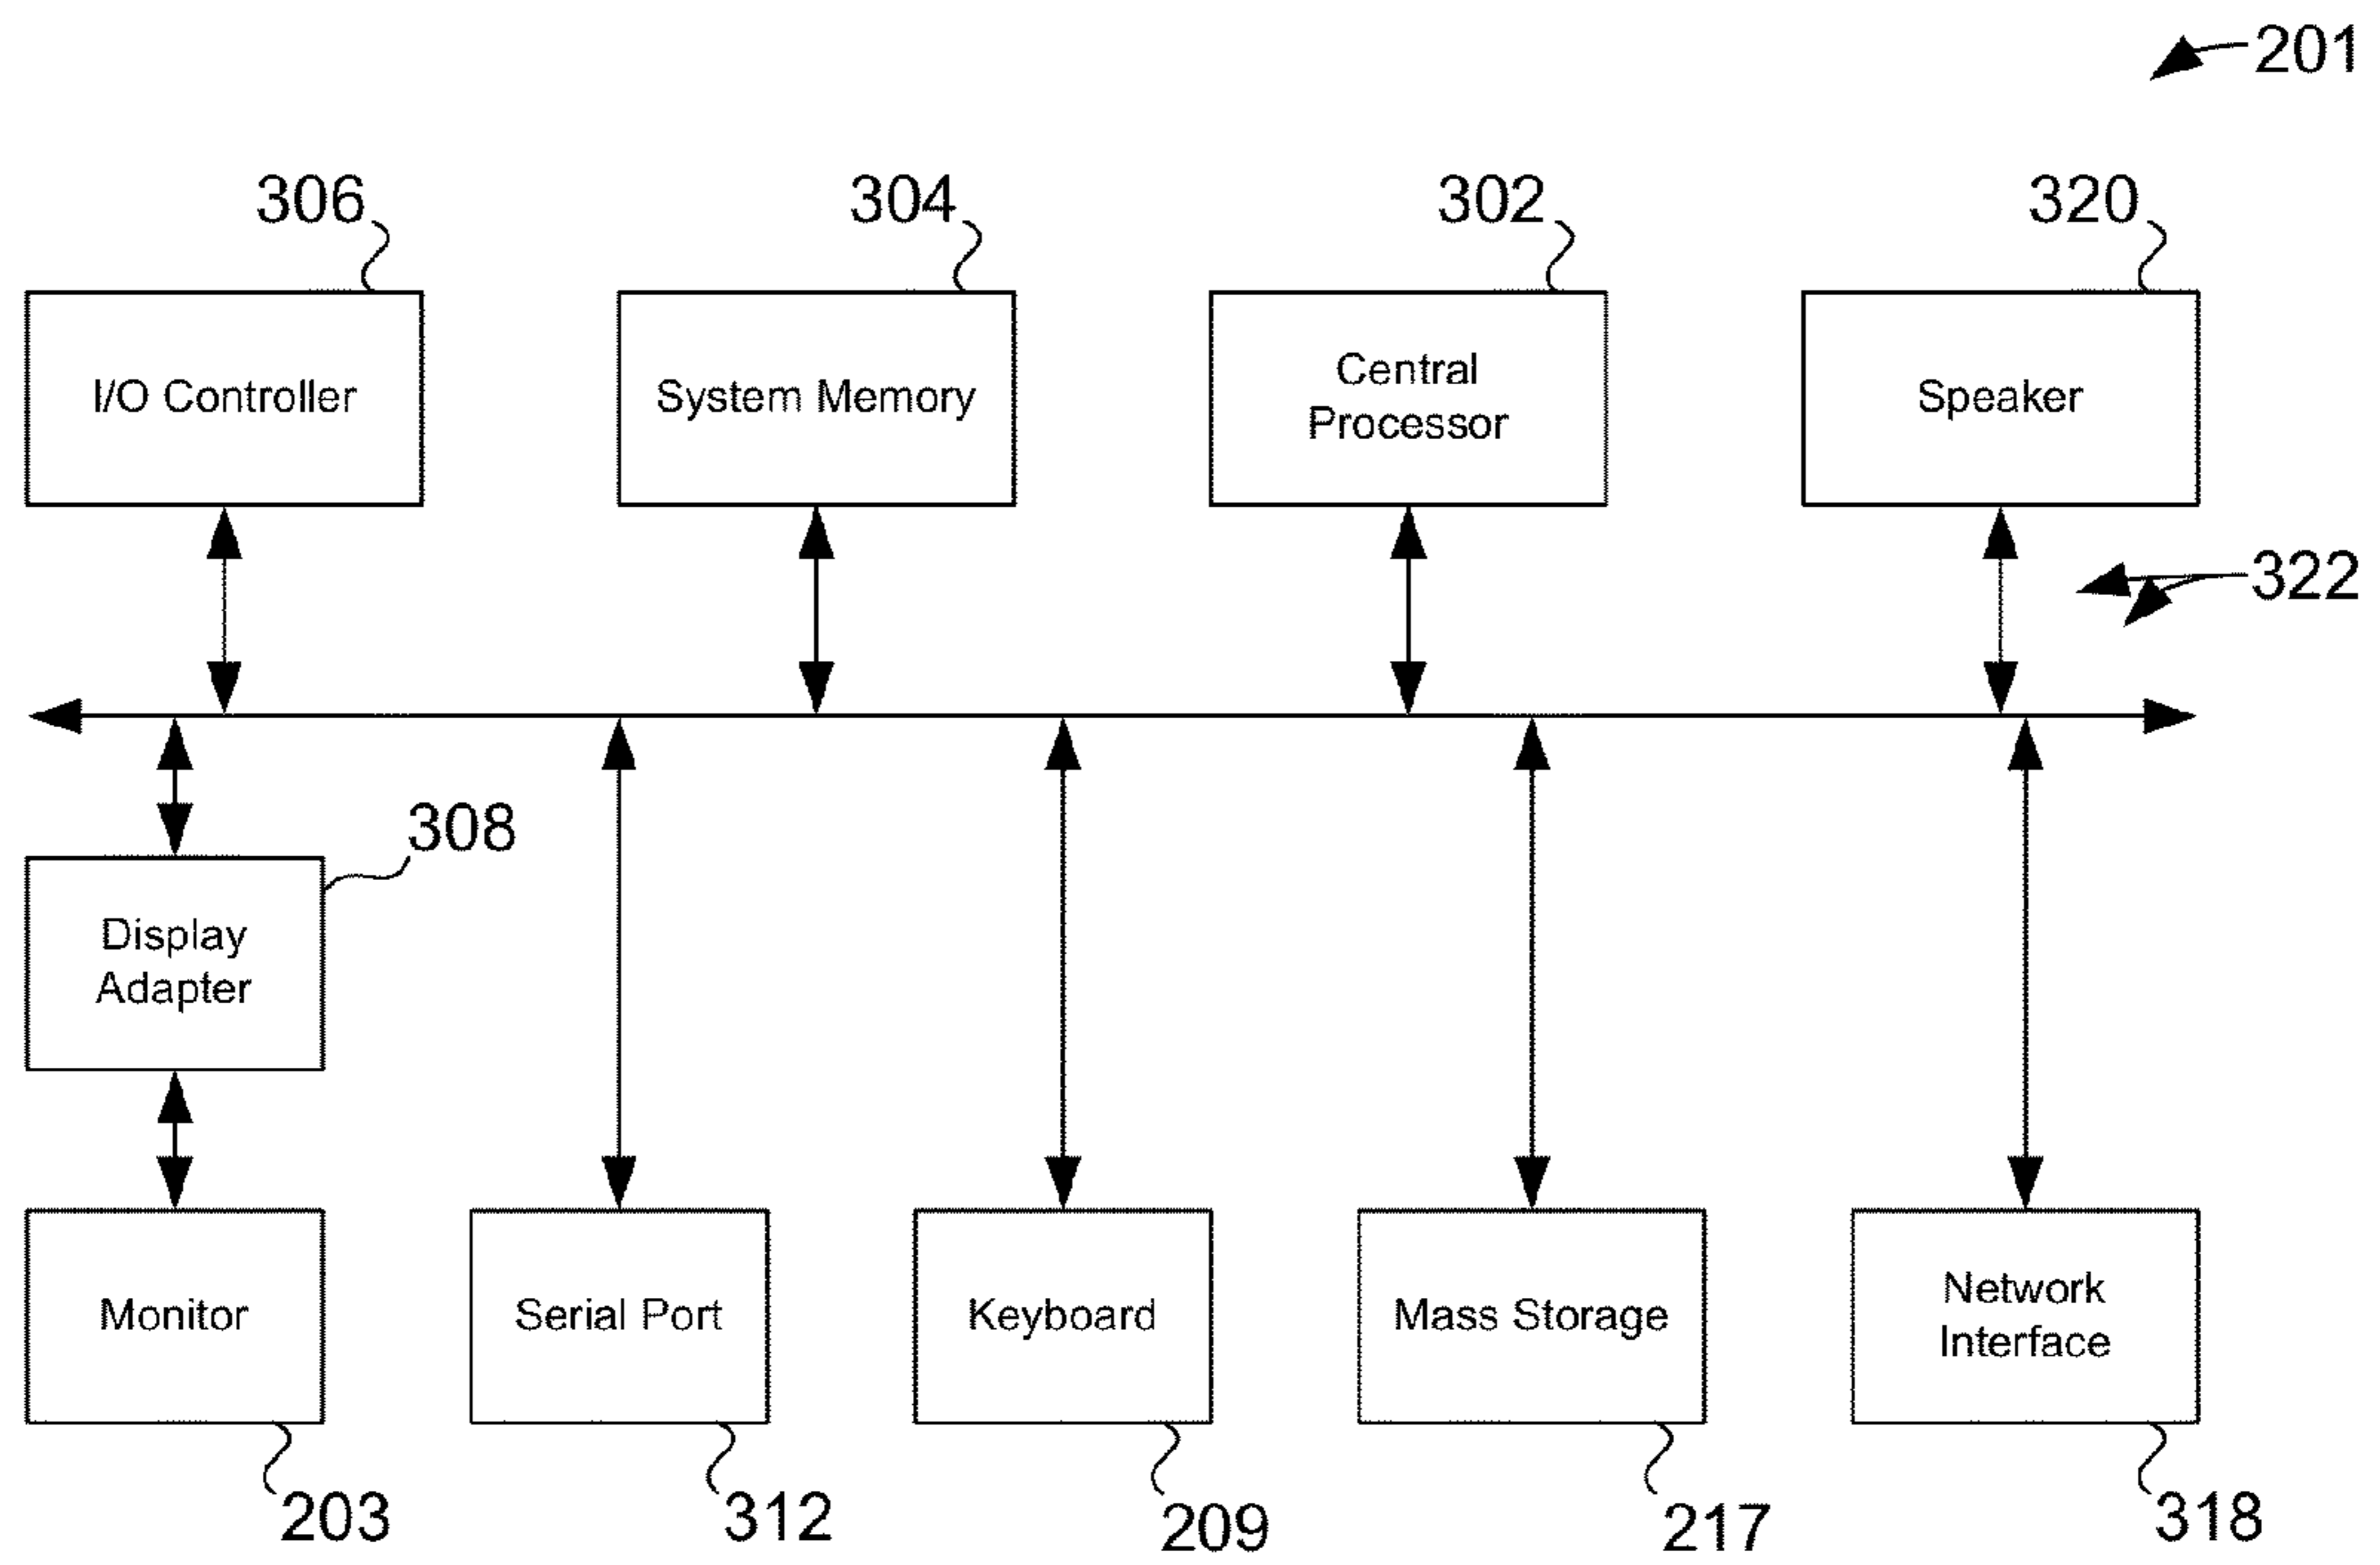 201
306
304
302
320
I/O Controller
System Memory
Central
Processor
Speaker
322
308
Display
Adapter
Monitor
Serial Port
Keyboard
Mass Storage
Network
Interface
203
312
209
217
318